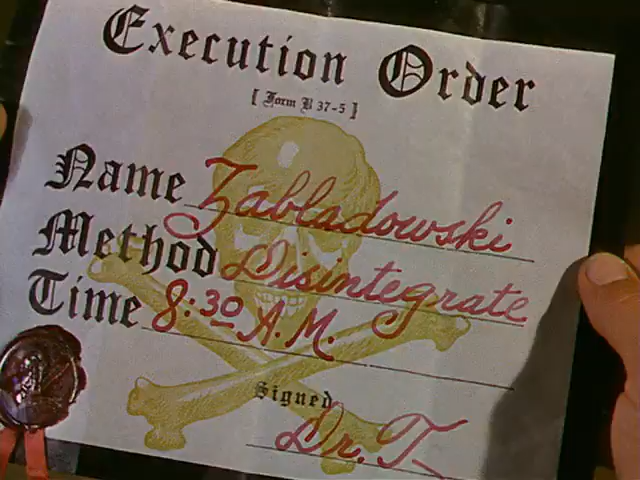 Execution Order
[Form B 37-5]
Name Zabladowski
Method Disintegrate
Time 8:30 A.M.
Signed
Dr. T.